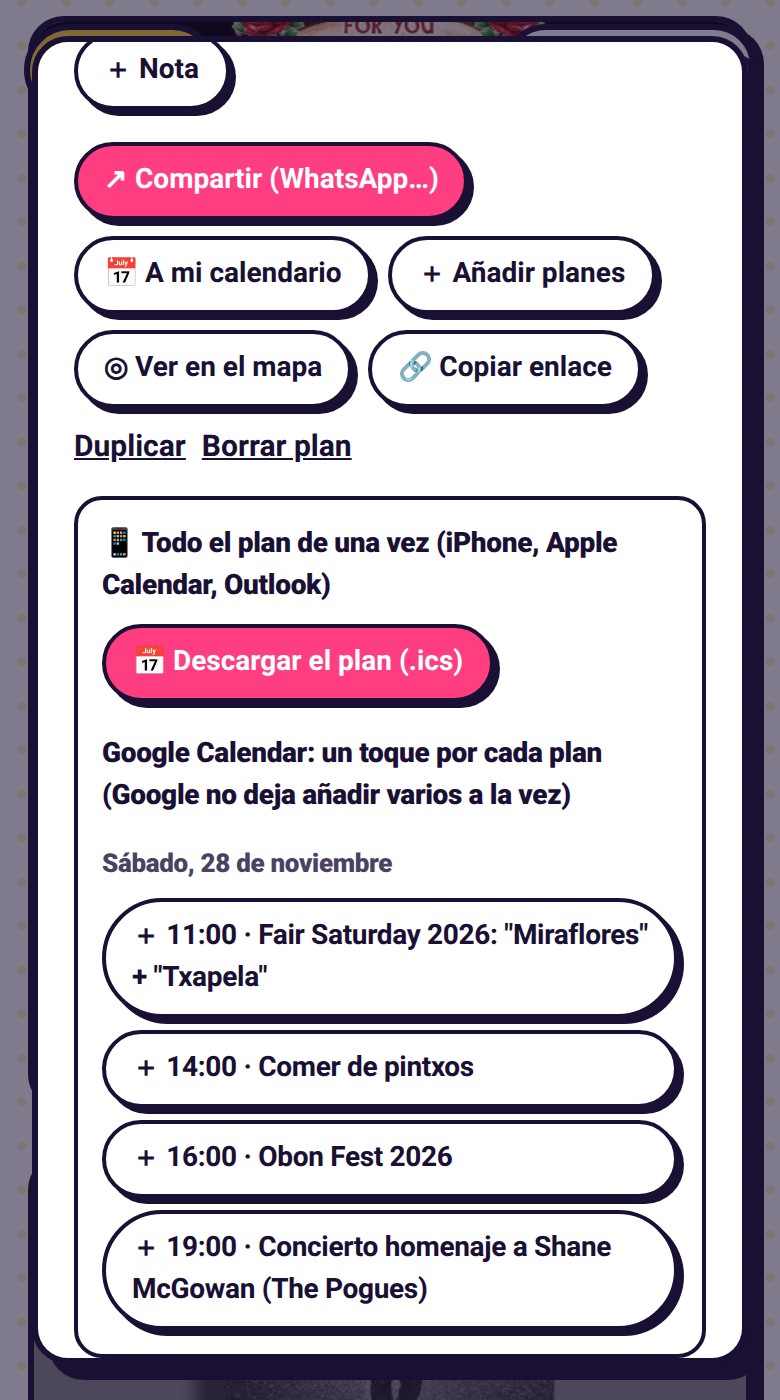 FOR YOU
+ Nota
↗ Compartir (WhatsApp…)
📅 A mi calendario
+ Añadir planes
◎ Ver en el mapa
🔗 Copiar enlace
Duplicar Borrar plan
📱 Todo el plan de una vez (iPhone, Apple
Calendar, Outlook)
📅 Descargar el plan (.ics)
Google Calendar: un toque por cada plan
(Google no deja añadir varios a la vez)
Sábado, 28 de noviembre
+ 11:00 · Fair Saturday 2026: "Miraflores"
+ "Txapela"
+ 14:00 · Comer de pintxos
+ 16:00 · Obon Fest 2026
+ 19:00 · Concierto homenaje a Shane
McGowan (The Pogues)